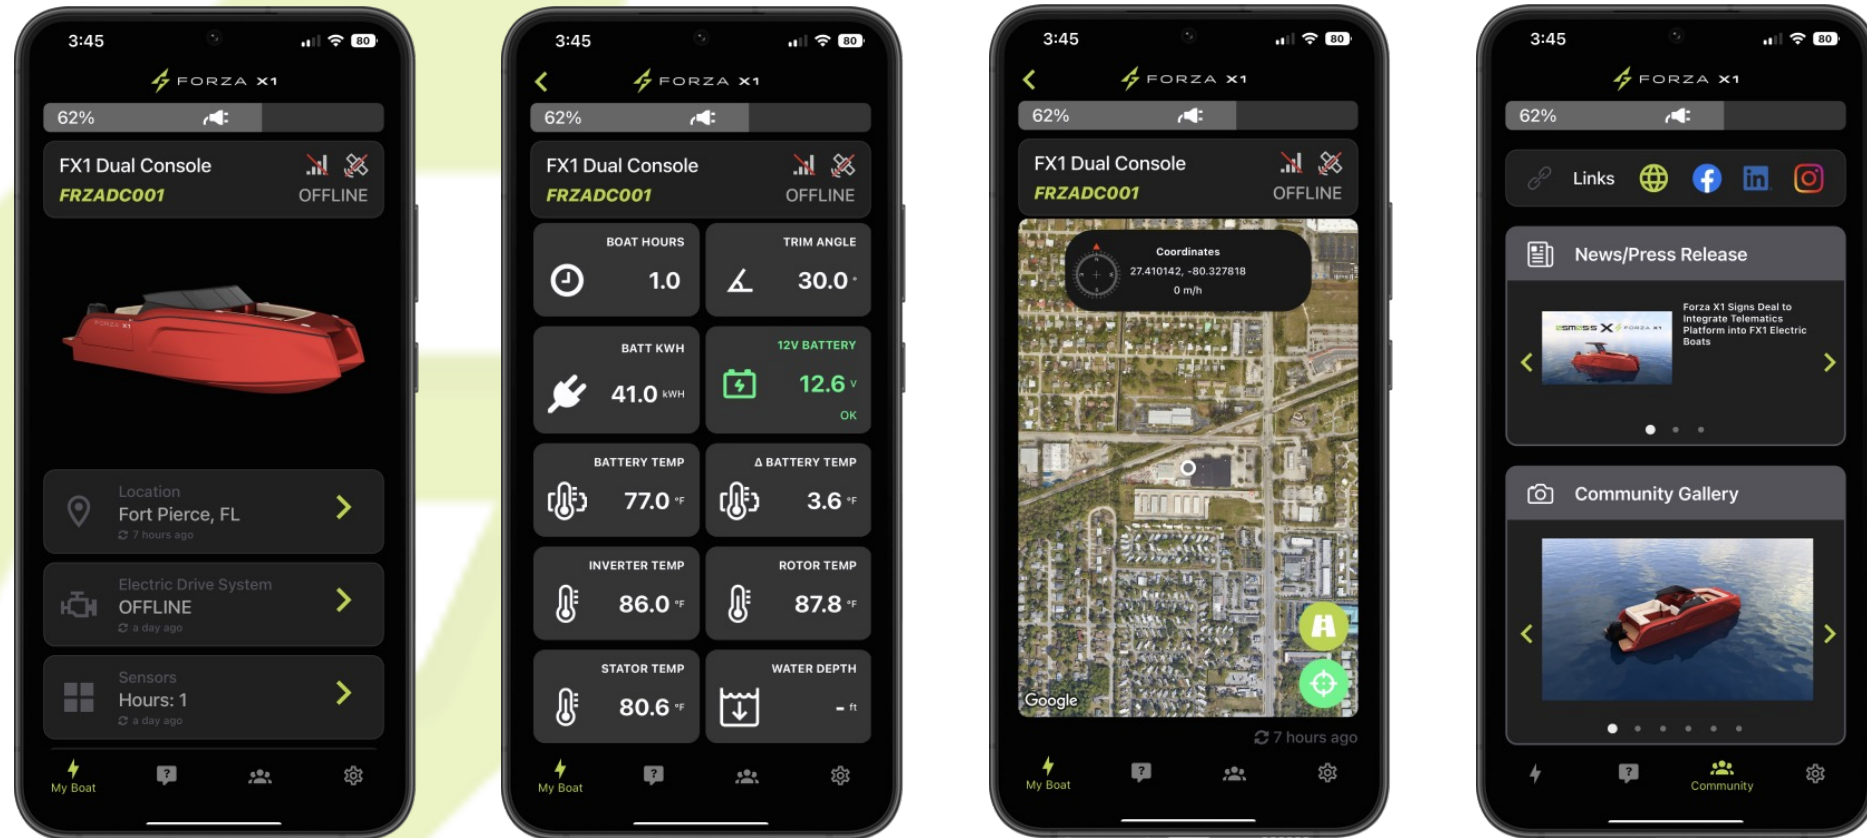 3:45
80
FORZA X1
62%
FX1 Dual Console
FRZADC001
OFFLINE
FORZA X1
Location
Fort Pierce, FL
7 hours ago
Electric Drive System
OFFLINE
a day ago
Sensors
Hours: 1
a day ago
My Boat
?
3:45
80
FORZA X1
62%
FX1 Dual Console
FRZADC001
OFFLINE
BOAT HOURS
1.0
TRIM ANGLE
30.0 °
BATT KWH
41.0 kWH
12V BATTERY
12.6 V
OK
BATTERY TEMP
77.0 °F
Δ BATTERY TEMP
3.6 °F
INVERTER TEMP
86.0 °F
ROTOR TEMP
87.8 °F
STATOR TEMP
80.6 °F
WATER DEPTH
- ft
My Boat
?
3:45
80
FORZA X1
62%
FX1 Dual Console
FRZADC001
OFFLINE
Coordinates
27.410142, -80.327818
0 m/h
N
Google
7 hours ago
My Boat
?
3:45
80
FORZA X1
62%
Links
f
in
News/Press Release
X FORZA X1
Forza X1 Signs Deal to
Integrate Telematics
Platform into FX1 Electric
Boats
Community Gallery
?
Community